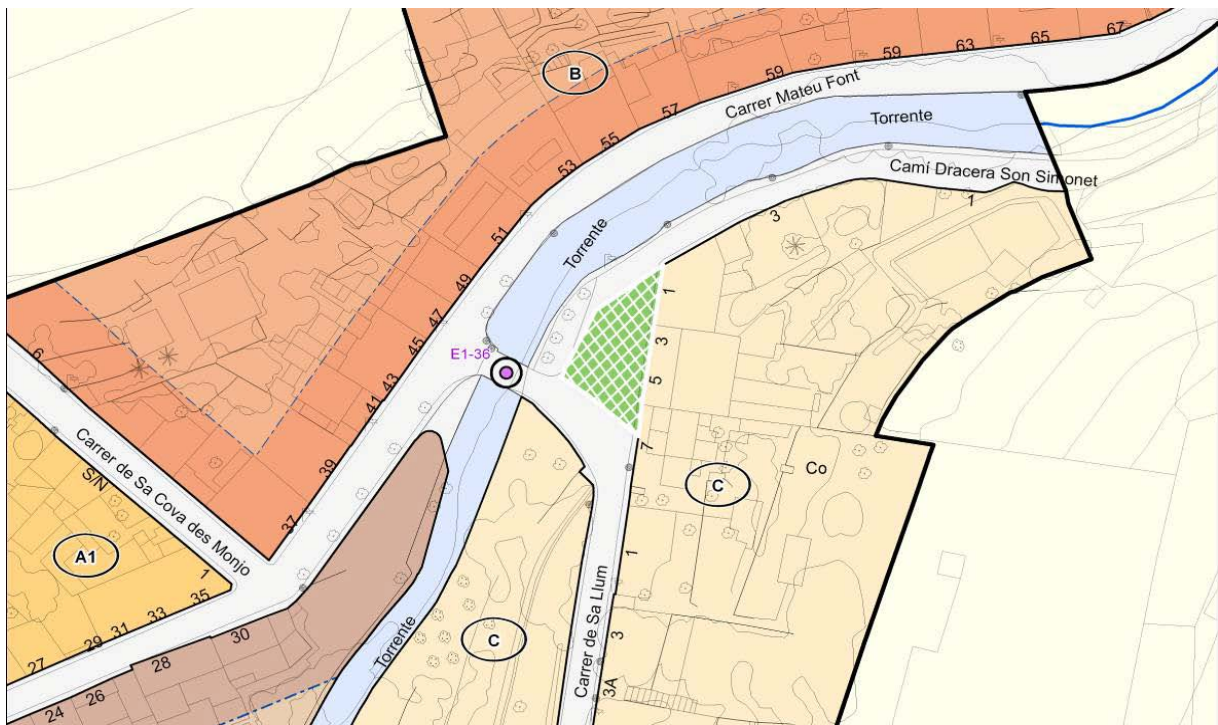 67
65
63
59
59
B
57
Carrer Mateu Font
Torrente
55
53
Camí Dracera Son Simonet
1
3
51
Torrente
49
1
47
3
E1-36
45
5
43
41
6
7
39
Co
C
Carrer de Sa Cova des Monjo
S/N
37
A1
1
1
35
33
31
29
27
30
28
26
24
Torrente
C
Carrer de Sa Llum
3
3A